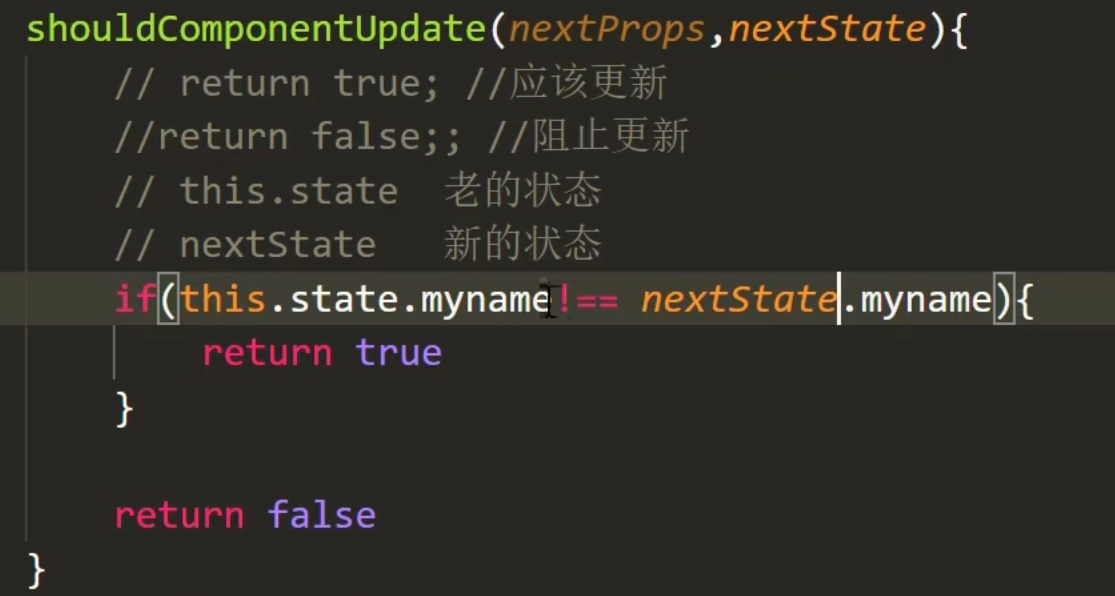 shouldComponentUpdate(nextProps,nextState){
// return true; //应该更新
//return false;; //阻止更新
// this.state 老的状态
// nextState 新的状态
if(this.state.myname!== nextState.myname){
return true
}
return false
}